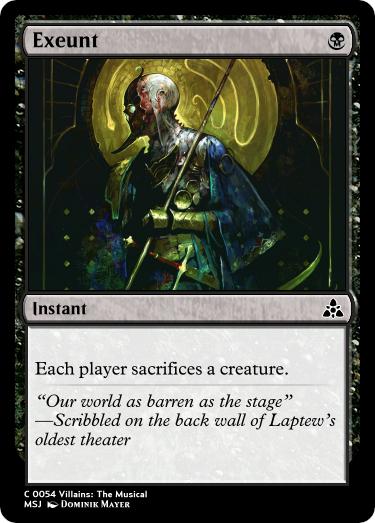 Exeunt
Instant
Each player sacrifices a creature.
“Our world as barren as the stage”
—Scribbled on the back wall of Laptew’s
oldest theater
C 0054 Villains: The Musical
MSJ Dominik Mayer